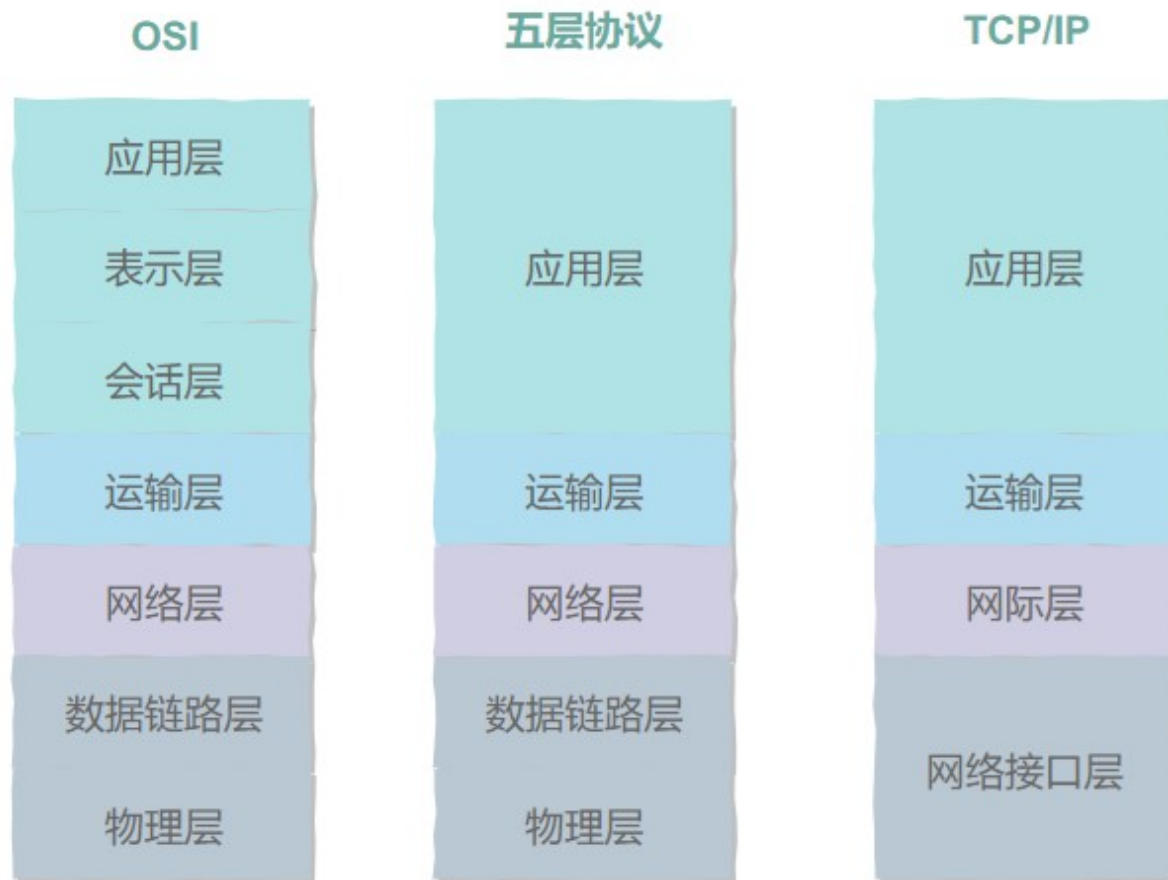 OSI
应用层
表示层
会话层
运输层
网络层
数据链路层
物理层
五层协议
应用层
运输层
网络层
数据链路层
物理层
TCP/IP
应用层
运输层
网际层
网络接口层